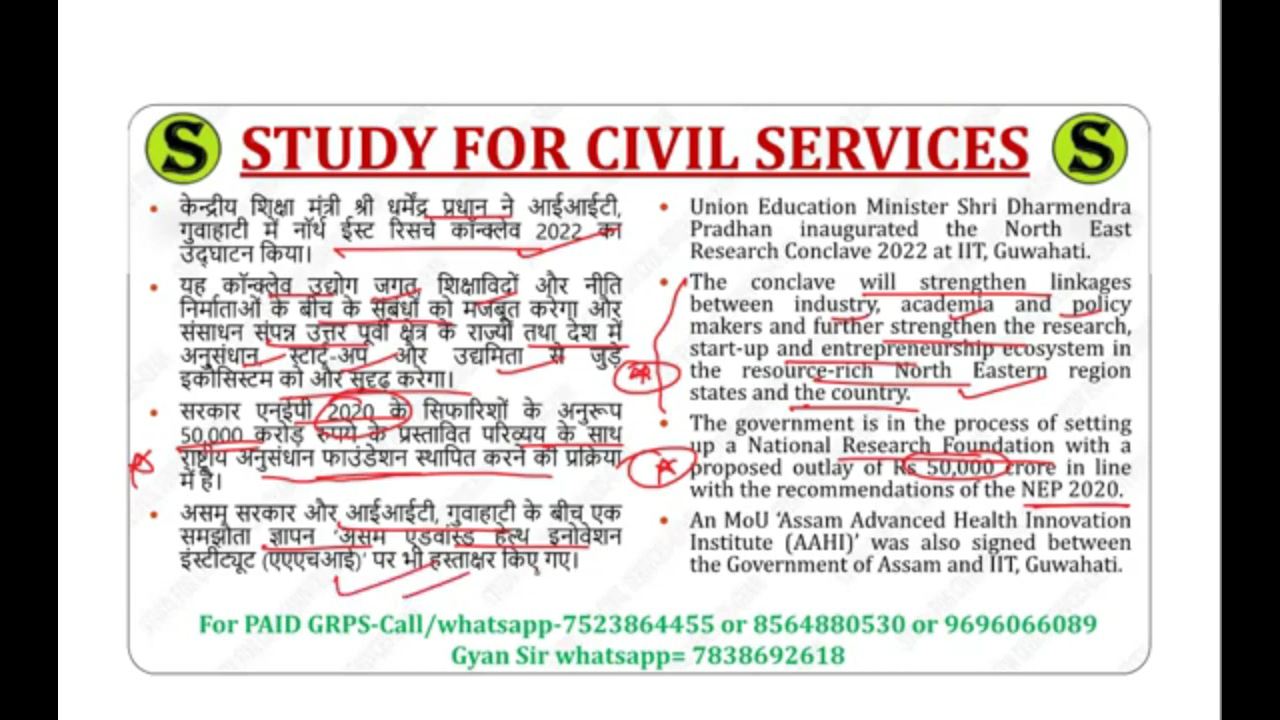 S STUDY FOR CIVIL SERVICES S
• केन्द्रीय शिक्षा मंत्री श्री धर्मेंद्र प्रधान ने आईआईटी,
गुवाहाटी में नॉर्थ ईस्ट रिसर्च कॉन्क्लेव 2022 का
उद्घाटन किया।
• यह कॉन्क्लेव उद्योग जगत, शिक्षाविदों और नीति
निर्माताओं के बीच के संबंधों को मजबूत करेगा और
संसाधन संपन्न उत्तर पूर्वी क्षेत्र के राज्यों तथा देश में
अनुसंधान, स्टार्ट-अप और उद्यमिता से जुड़े
इकोसिस्टम को और सुदृढ़ करेगा।
• सरकार एनईपी 2020 के सिफारिशों के अनुरूप
50,000 करोड़ रुपये के प्रस्तावित परिव्यय के साथ
राष्ट्रीय अनुसंधान फाउंडेशन स्थापित करने की प्रक्रिया
में है।
• असम सरकार और आईआईटी, गुवाहाटी के बीच एक
समझौता ज्ञापन 'असम एडवांस्ड हेल्थ इनोवेशन
इंस्टीट्यूट (एएएचआई)' पर भी हस्ताक्षर किए गए।
• Union Education Minister Shri Dharmendra
Pradhan inaugurated the North East
Research Conclave 2022 at IIT, Guwahati.
• The conclave will strengthen linkages
between industry, academia and policy
makers and further strengthen the research,
start-up and entrepreneurship ecosystem in
the resource-rich North Eastern region
states and the country.
• The government is in the process of setting
up a National Research Foundation with a
proposed outlay of Rs 50,000 crore in line
with the recommendations of the NEP 2020.
• An MoU 'Assam Advanced Health Innovation
Institute (AAHI)' was also signed between
the Government of Assam and IIT, Guwahati.
For PAID GRPS-Call/whatsapp-7523864455 or 8564880530 or 9696066089
Gyan Sir whatsapp= 7838692618